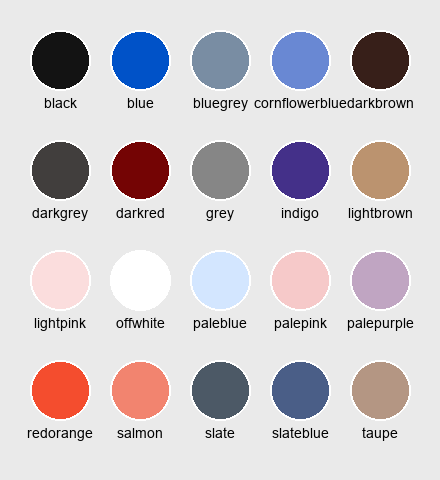 black blue bluegrey cornflowerblue darkbrown
darkgrey darkred grey indigo lightbrown
lightpink offwhite paleblue palepink palepurple
redorange salmon slate slateblue taupe